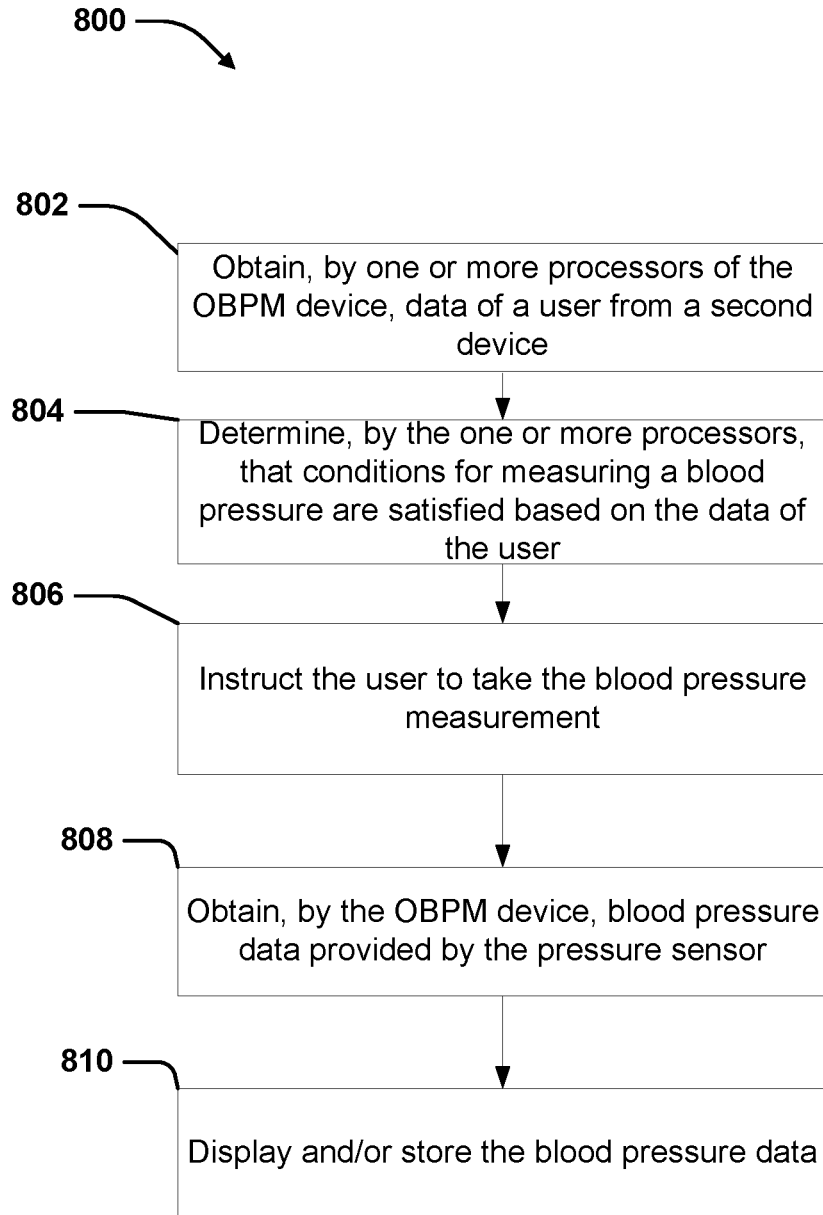 800
802
Obtain, by one or more processors of the
OBPM device, data of a user from a second
device
804
Determine, by the one or more processors,
that conditions for measuring a blood
pressure are satisfied based on the data of
the user
806
Instruct the user to take the blood pressure
measurement
808
Obtain, by the OBPM device, blood pressure
data provided by the pressure sensor
810
Display and/or store the blood pressure data